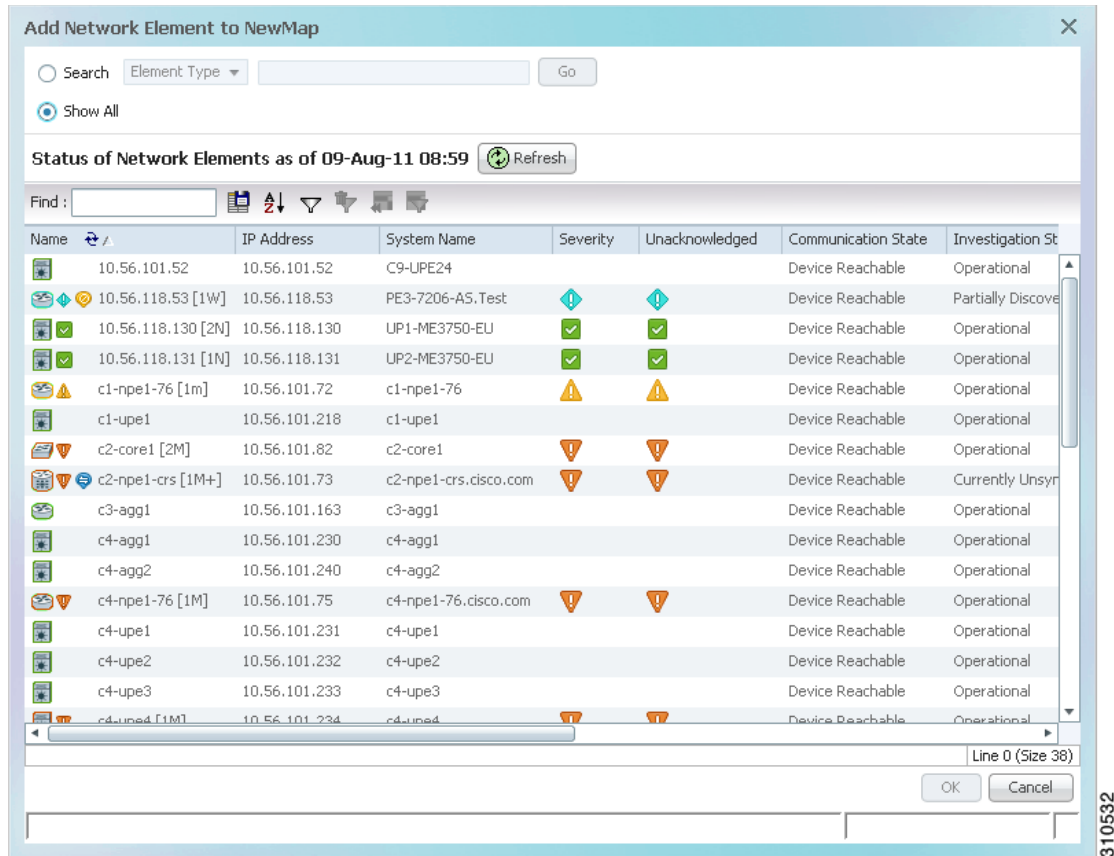 Add Network Element to NewMap
Search Element Type Go
Show All
Status of Network Elements as of 09-Aug-11 08:59 Refresh
Find :
Name IP Address System Name Severity Unacknowledged Communication State Investigation St
10.56.101.52 10.56.101.52 C9-UPE24 Device Reachable Operational
10.56.118.53 [1W] 10.56.118.53 PE3-7206-AS.Test Device Reachable Partially Discove
10.56.118.130 [2N] 10.56.118.130 UP1-ME3750-EU Device Reachable Operational
10.56.118.131 [1N] 10.56.118.131 UP2-ME3750-EU Device Reachable Operational
c1-npe1-76 [1m] 10.56.101.72 c1-npe1-76 Device Reachable Operational
c1-upe1 10.56.101.218 c1-upe1 Device Reachable Operational
c2-core1 [2M] 10.56.101.82 c2-core1 Device Reachable Operational
c2-npe1-crs [1M+] 10.56.101.73 c2-npe1-crs.cisco.com Device Reachable Currently Unsyn
c3-agg1 10.56.101.163 c3-agg1 Device Reachable Operational
c4-agg1 10.56.101.230 c4-agg1 Device Reachable Operational
c4-agg2 10.56.101.240 c4-agg2 Device Reachable Operational
c4-npe1-76 [1M] 10.56.101.75 c4-npe1-76.cisco.com Device Reachable Operational
c4-upe1 10.56.101.231 c4-upe1 Device Reachable Operational
c4-upe2 10.56.101.232 c4-upe2 Device Reachable Operational
c4-upe3 10.56.101.233 c4-upe3 Device Reachable Operational
c4-upe4 [1M] 10.56.101.234 c4-upe4 Device Reachable Operational
Line 0 (Size 38)
OK Cancel
310532